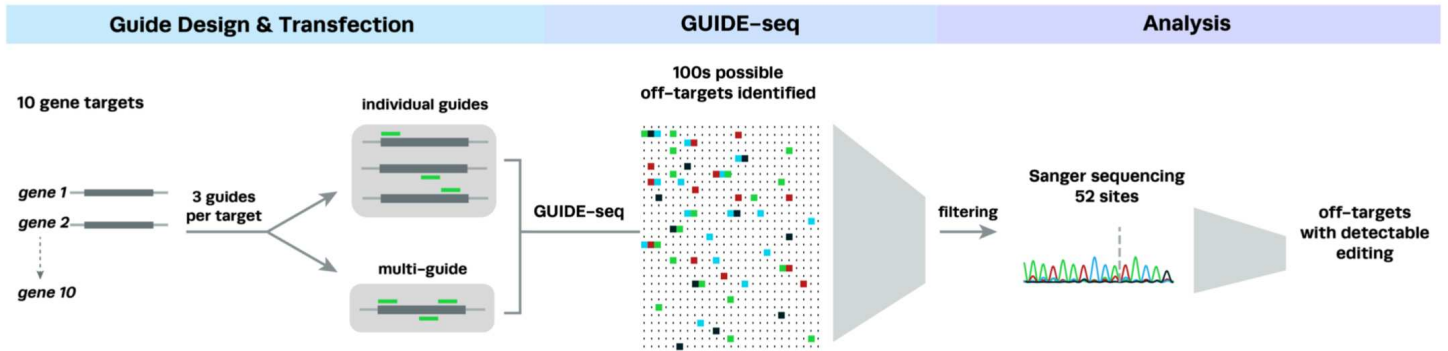 Guide Design & Transfection
GUIDE–seq
Analysis
10 gene targets
gene 1
gene 2
gene 10
3 guides
per target
individual guides
multi-guide
GUIDE–seq
100s possible
off–targets identified
filtering
Sanger sequencing
52 sites
off–targets
with detectable
editing